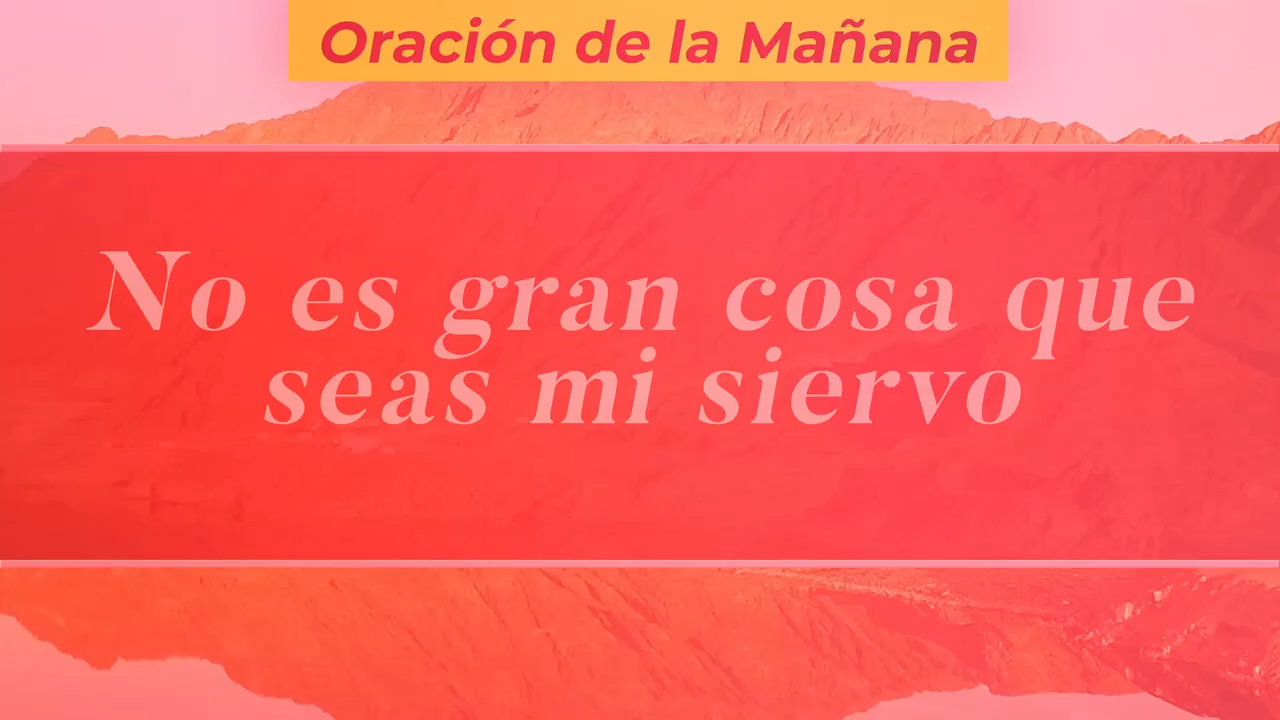 Oración de la Mañana
No es gran cosa que
seas mi siervo